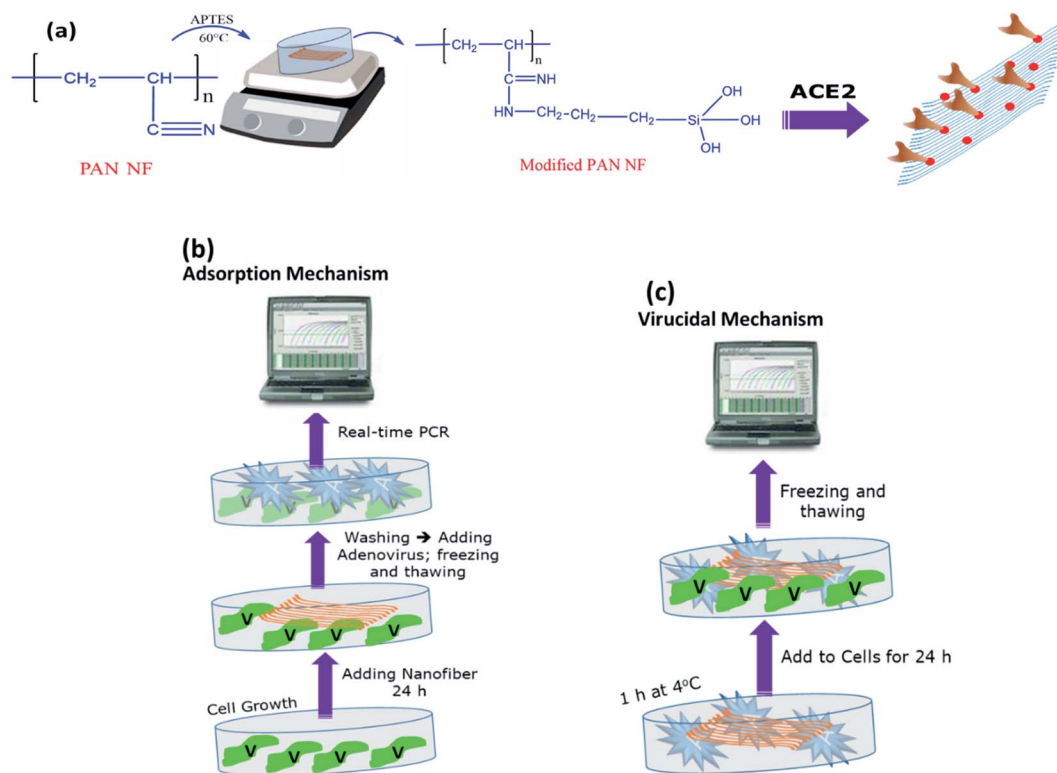 (a)
APTES
60°C
CH₂
CH
n
C
N
PAN NF
CH₂
CH
n
C
NH
HN
CH₂-CH₂-CH₂
Si
OH
OH
OH
Modified PAN NF
ACE2
(b)
Adsorption Mechanism
Real-time PCR
A A A
V V V V
Washing ➔ Adding
Adenovirus; freezing
and thawing
V V V V
Adding Nanofiber
24 h
Cell Growth
V V V V
(c)
Virucidal Mechanism
Freezing and
thawing
V V V V
Add to Cells for 24 h
1 h at 4°C